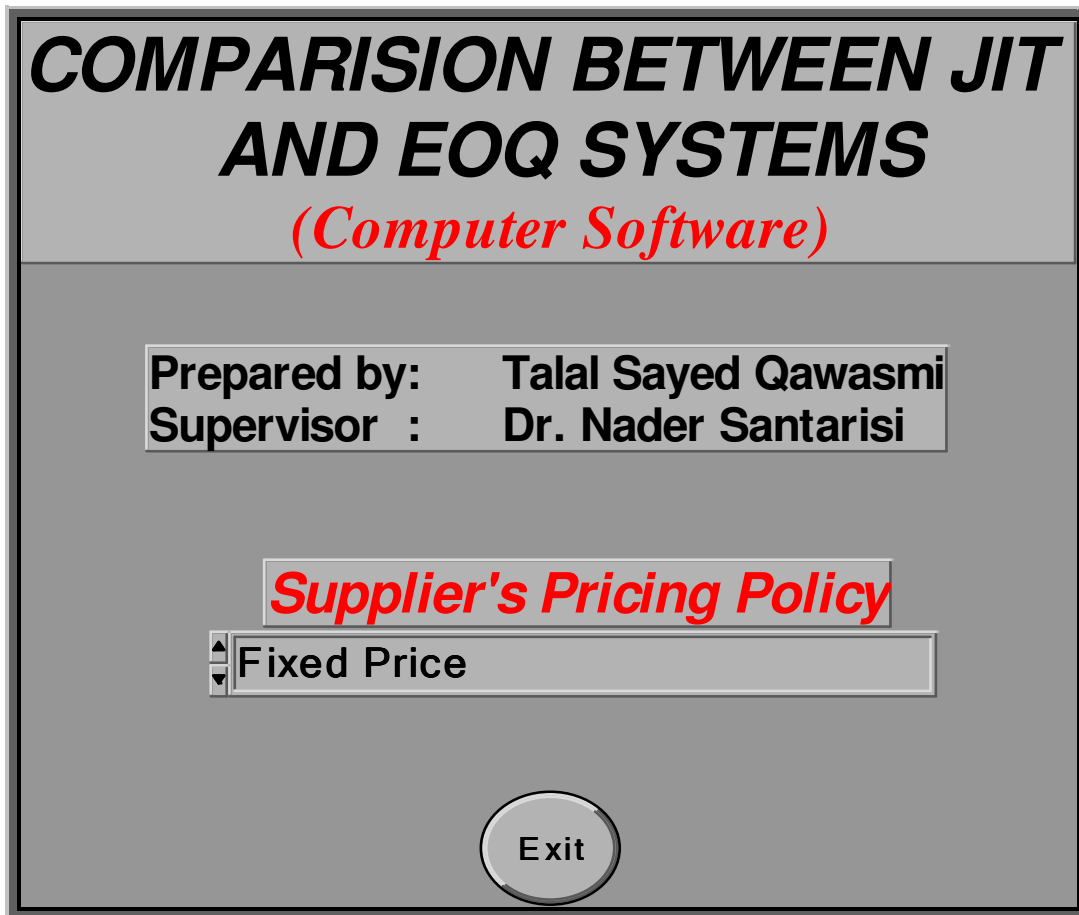 COMPARISION BETWEEN JIT
AND EOQ SYSTEMS
(Computer Software)
Prepared by: Talal Sayed Qawasmi
Supervisor : Dr. Nader Santarisi
Supplier's Pricing Policy
Fixed Price
Exit